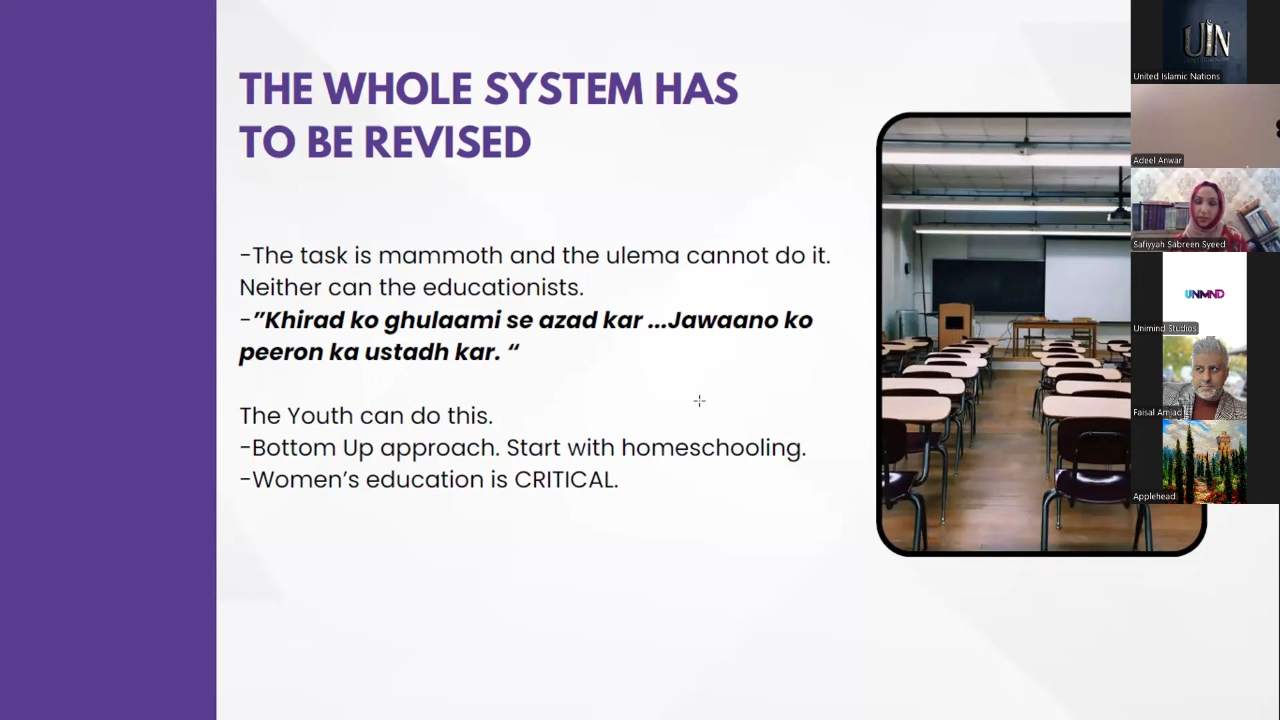 THE WHOLE SYSTEM HAS
TO BE REVISED
-The task is mammoth and the ulema cannot do it.
Neither can the educationists.
-”Khirad ko ghulaami se azad kar ...Jawaano ko
peeron ka ustadh kar. “
The Youth can do this.
-Bottom Up approach. Start with homeschooling.
-Women’s education is CRITICAL.
UIN
United Islamic Nations
Adeel Anwar
Safiyyah Sabreen Syeed
UNMND
Unimind Studios
Faisal Amjad
Applehead